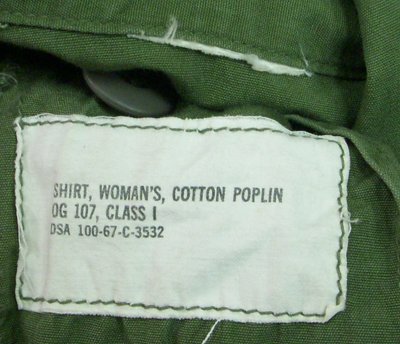 SHIRT, WOMAN'S, COTTON POPLIN
OG 107, CLASS I
DSA 100-67-C-3532